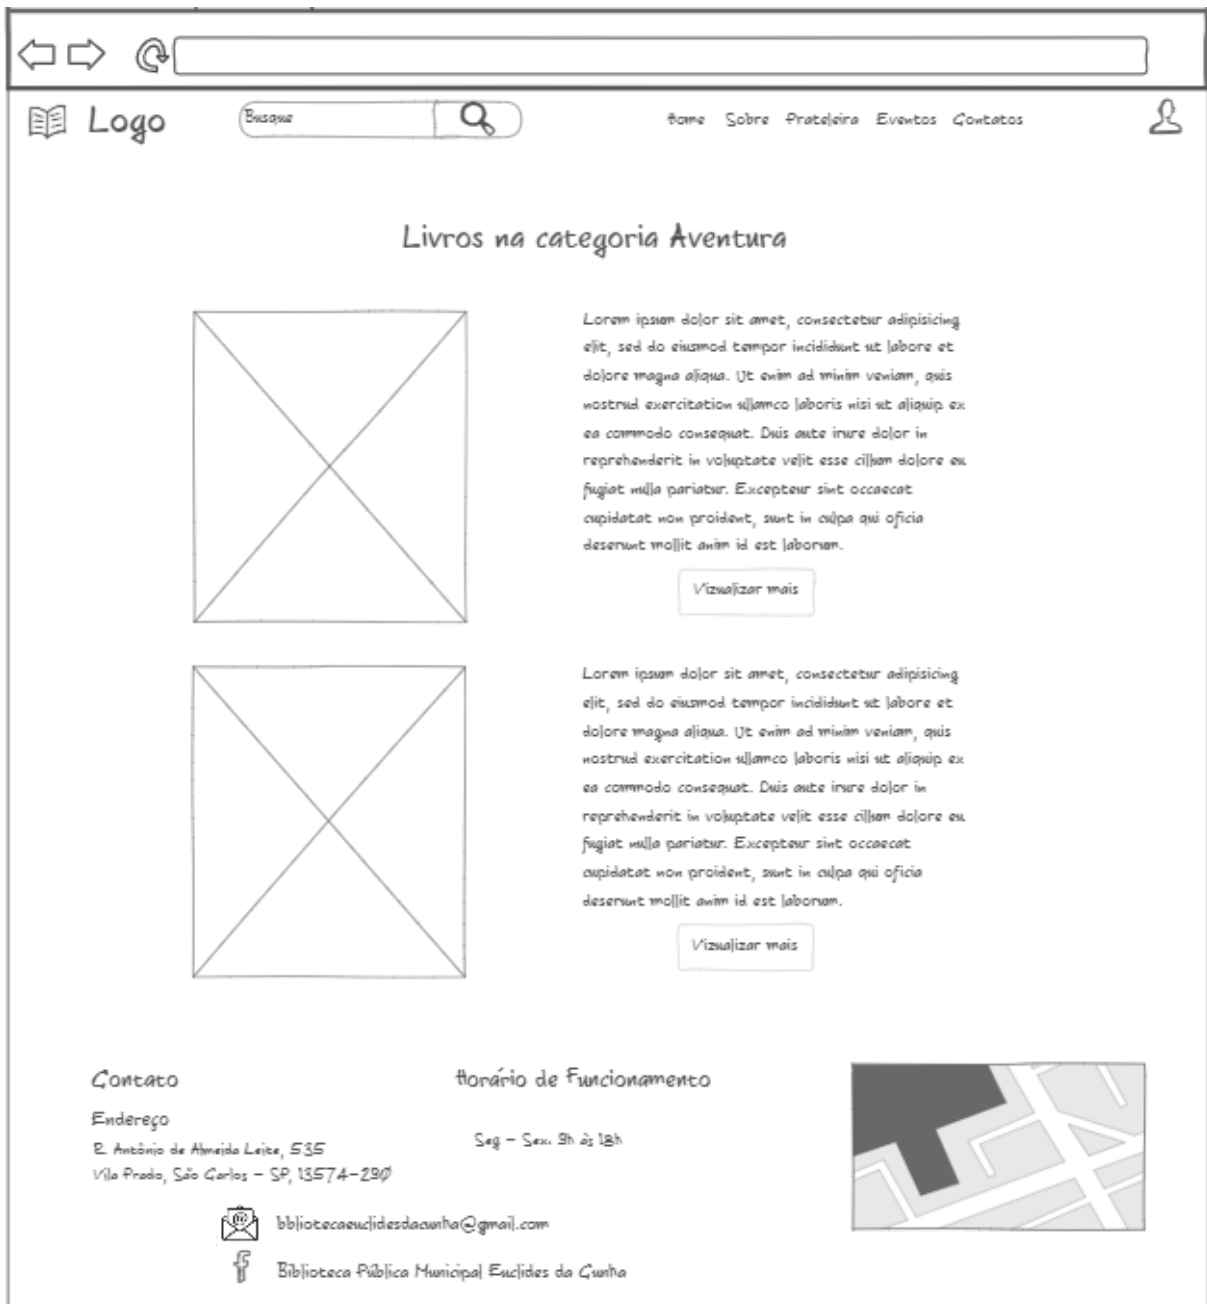 Logo
Busque
Home Sobre Prateleira Eventos Contatos
Livros na categoria Aventura
Lorem ipsum dolor sit amet, consectetur adipisicing
elit, sed do eiusmod tempor incididunt ut labore et
dolore magna aliqua. Ut enim ad minim veniam, quis
nostrud exercitation ullamco laboris nisi ut aliquip ex
ea commodo consequat. Duis aute irure dolor in
reprehenderit in voluptate velit esse cillum dolore eu
fugiat nulla pariatur. Excepteur sint occaecat
cupidatat non proident, sunt in culpa qui oficia
deserunt mollit anim id est laborum.
Vizualizar mais
Lorem ipsum dolor sit amet, consectetur adipisicing
elit, sed do eiusmod tempor incididunt ut labore et
dolore magna aliqua. Ut enim ad minim veniam, quis
nostrud exercitation ullamco laboris nisi ut aliquip ex
ea commodo consequat. Duis aute irure dolor in
reprehenderit in voluptate velit esse cillum dolore eu
fugiat nulla pariatur. Excepteur sint occaecat
cupidatat non proident, sunt in culpa qui oficia
deserunt mollit anim id est laborum.
Vizualizar mais
Contato
Endereço
R. Antônio de Almeida Leite, 535
Vila Prado, São Carlos - SP, 13574-290
bbliotecaeuclidesdacunha@gmail.com
Biblioteca Pública Municipal Euclides da Cunha
Horário de Funcionamento
Seg - Sex: 9h às 18h